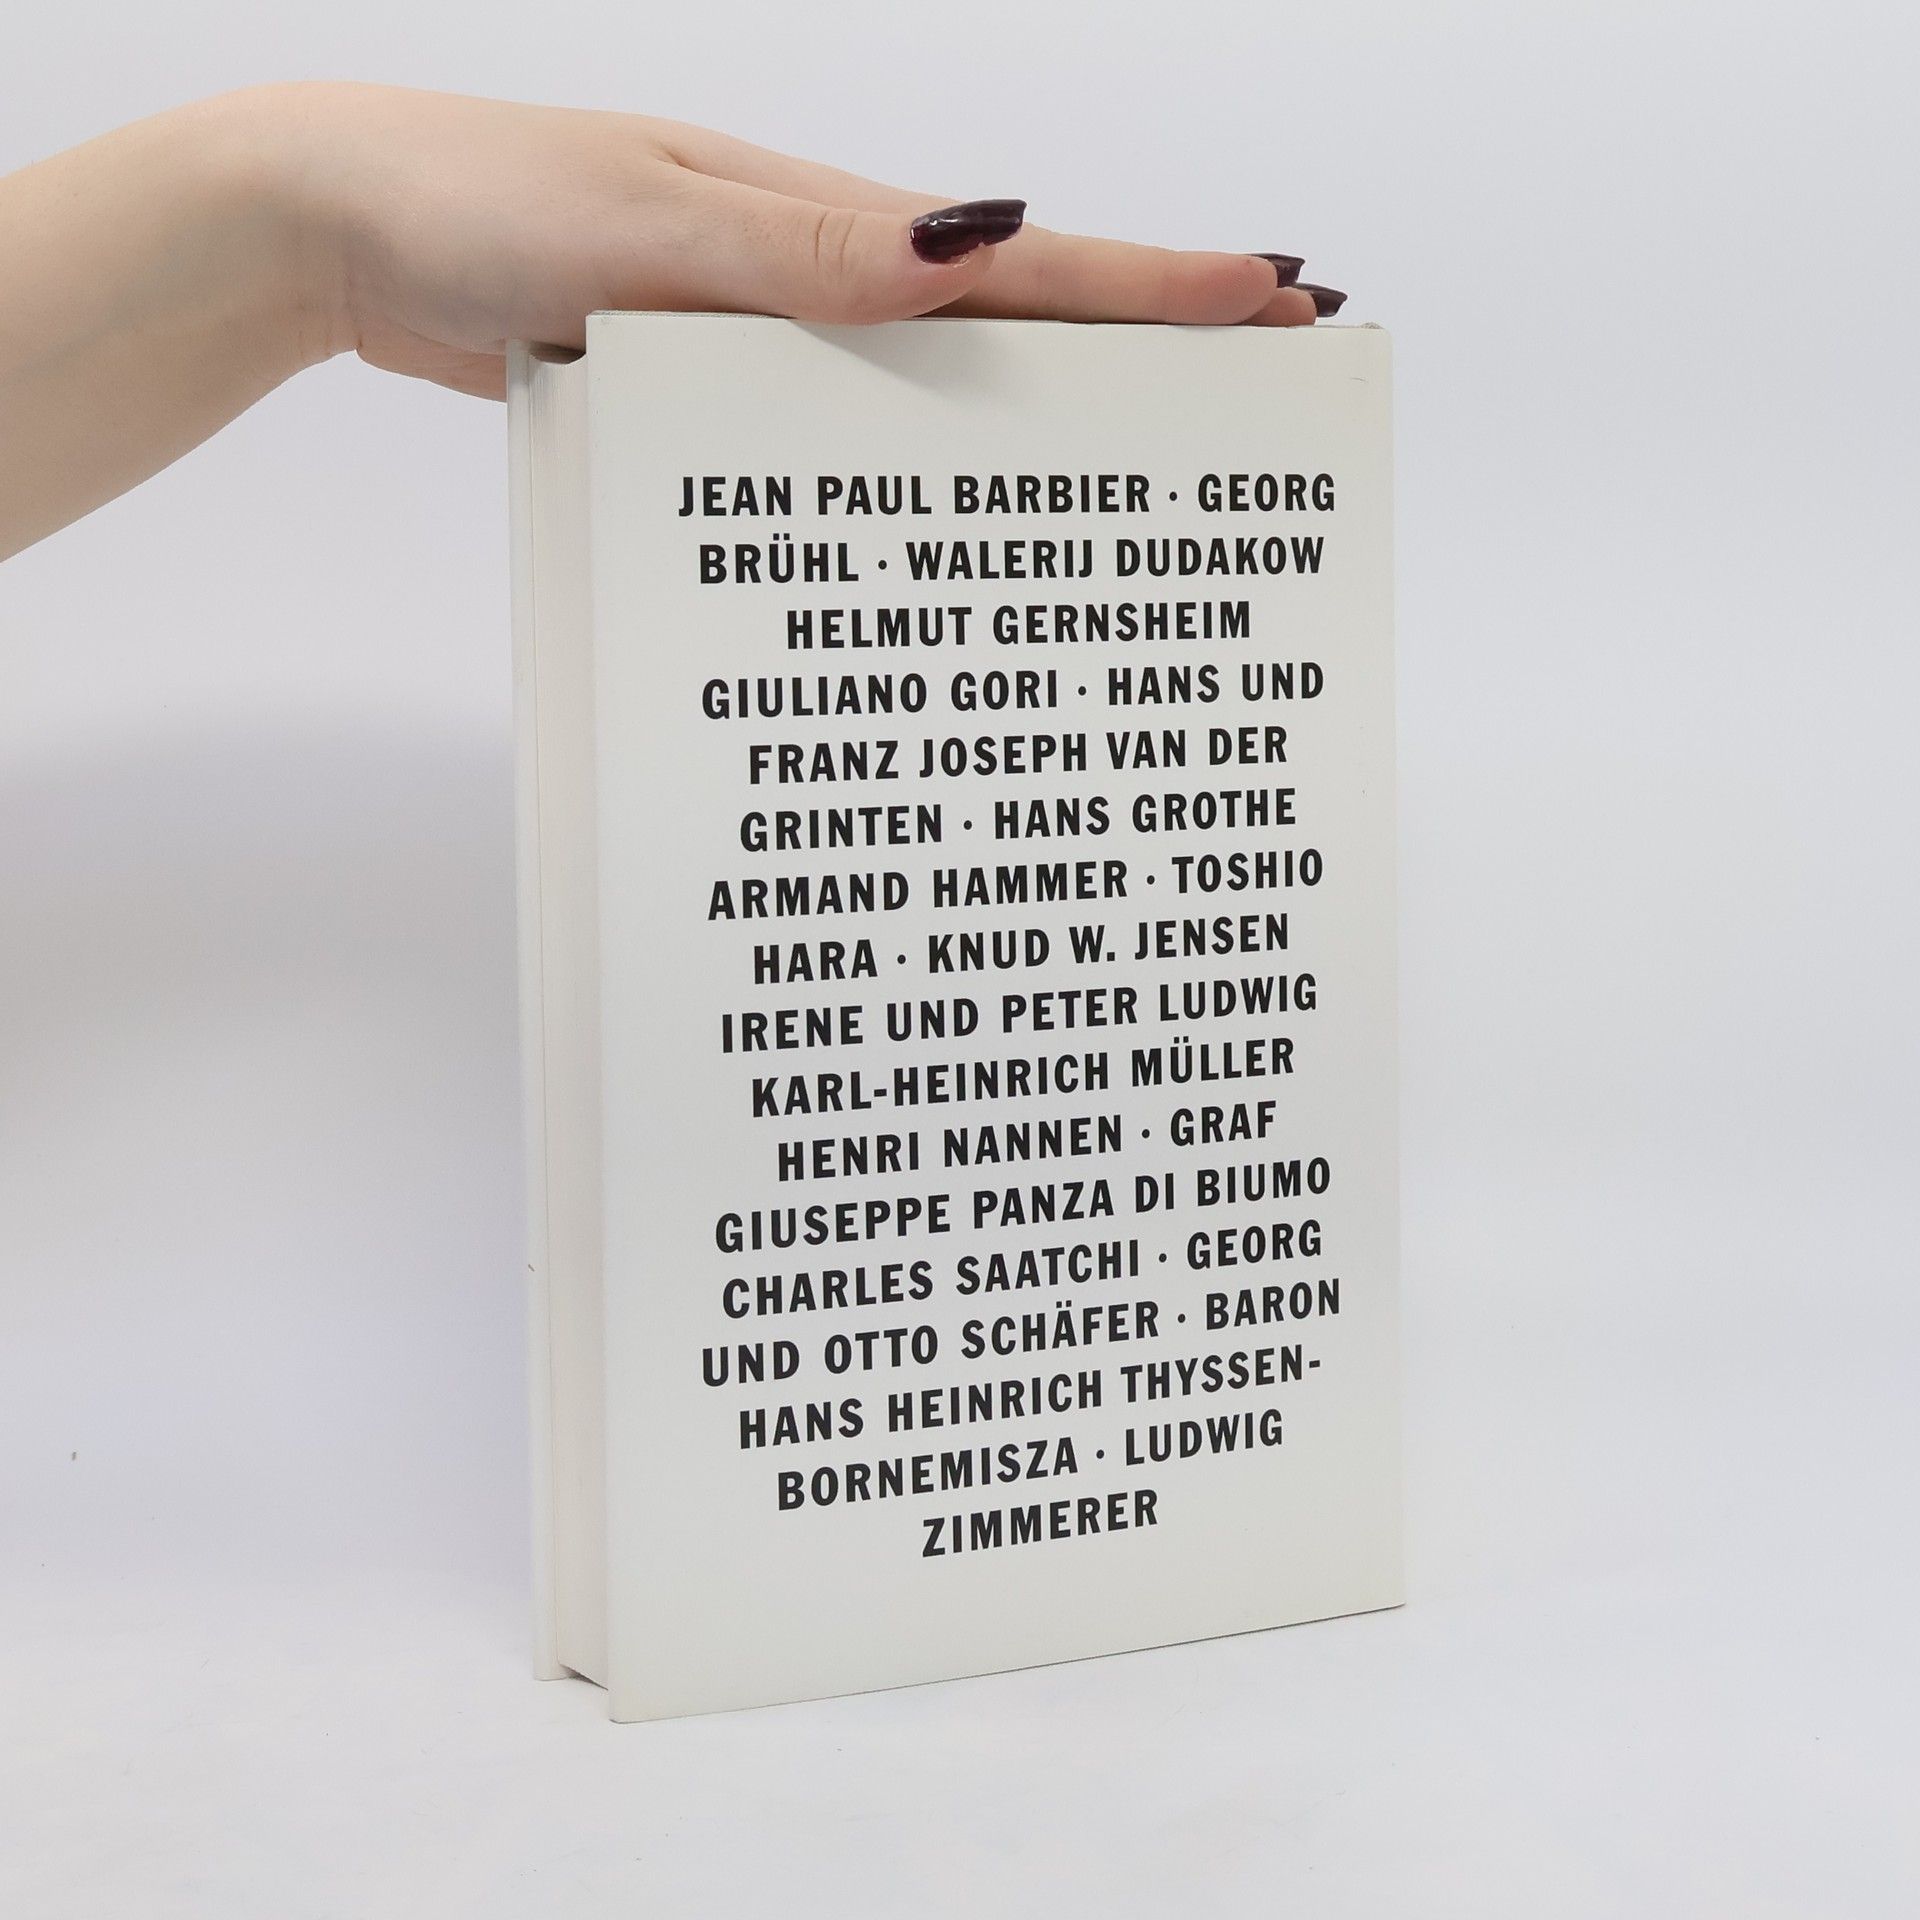 JEAN PAUL BARBIER · GEORG
BRÜHL · WALERIJ DUDAKOW
HELMUT GERNSHEIM
GIULIANO GORI · HANS UND
FRANZ JOSEPH VAN DER
GRINTEN · HANS GROTHE
ARMAND HAMMER · TOSHIO
HARA · KNUD W. JENSEN
IRENE UND PETER LUDWIG
KARL-HEINRICH MÜLLER
HENRI NANNEN · GRAF
GIUSEPPE PANZA DI BIUMO
CHARLES SAATCHI · GEORG
UND OTTO SCHÄFER · BARON
HANS HEINRICH THYSSEN-
BORNEMISZA · LUDWIG
ZIMMERER